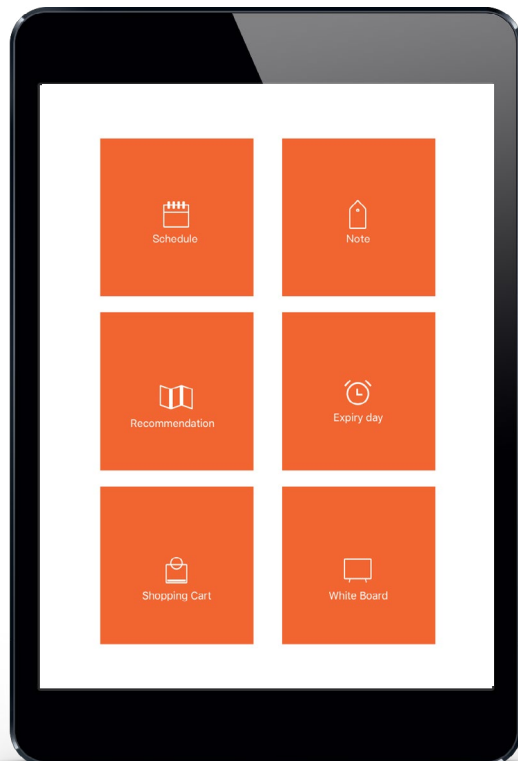 Schedule
Note
Recommendation
Expiry day
Shopping Cart
White Board